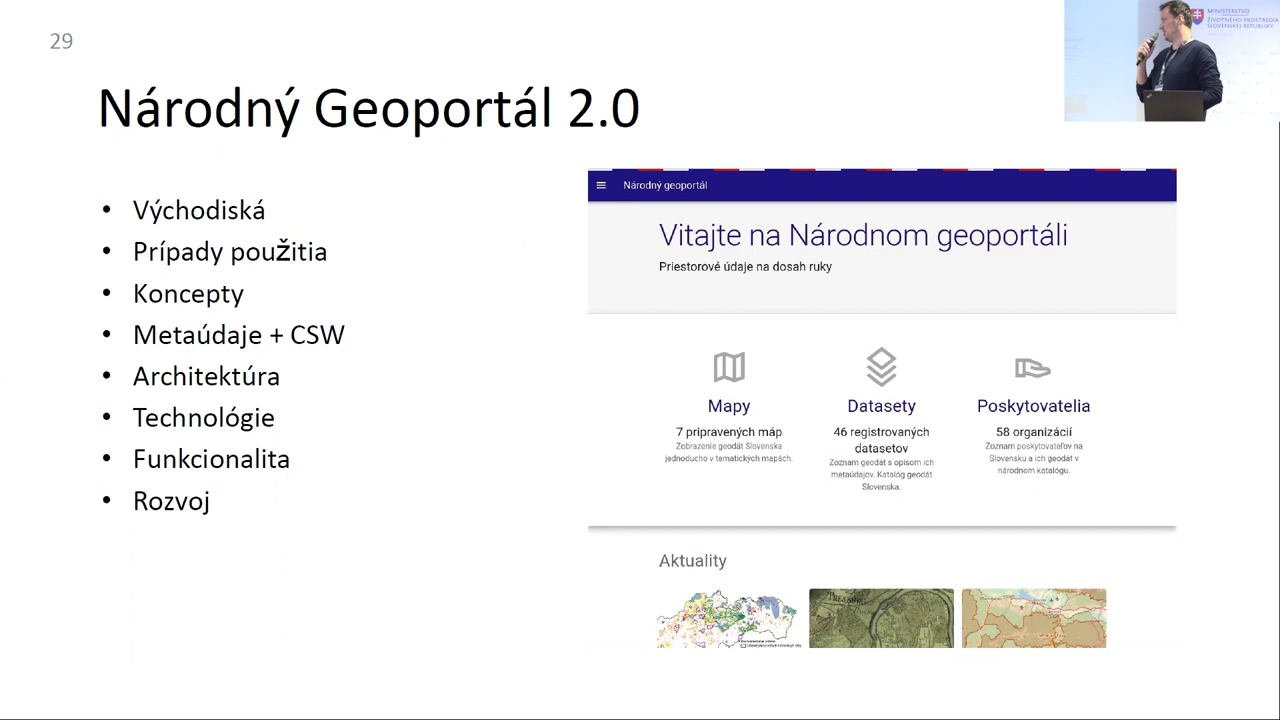 29
MINISTERSTVO
ŽIVOTNÉHO PROSTREDIA
SLOVENSKEJ REPUBLIKY
Národný Geoportál 2.0
• Východiská
• Prípady použitia
• Koncepty
• Metaúdaje + CSW
• Architektúra
• Technológie
• Funkcionalita
• Rozvoj
Národný geoportál
Vitajte na Národnom geoportáli
Priestorové údaje na dosah ruky
Mapy
7 pripravených máp
Zobrazenie geodát Slovenska
jednoducho v tematických mapách.
Datasety
46 registrovaných
datasetov
Zoznam geodát s opisom ich
metaúdajov. Katalóg geodát
Slovenska.
Poskytovatelia
58 organizácií
Zoznam poskytovateľov na
Slovensku a ich geodát v
národnom katalógu.
Aktuality